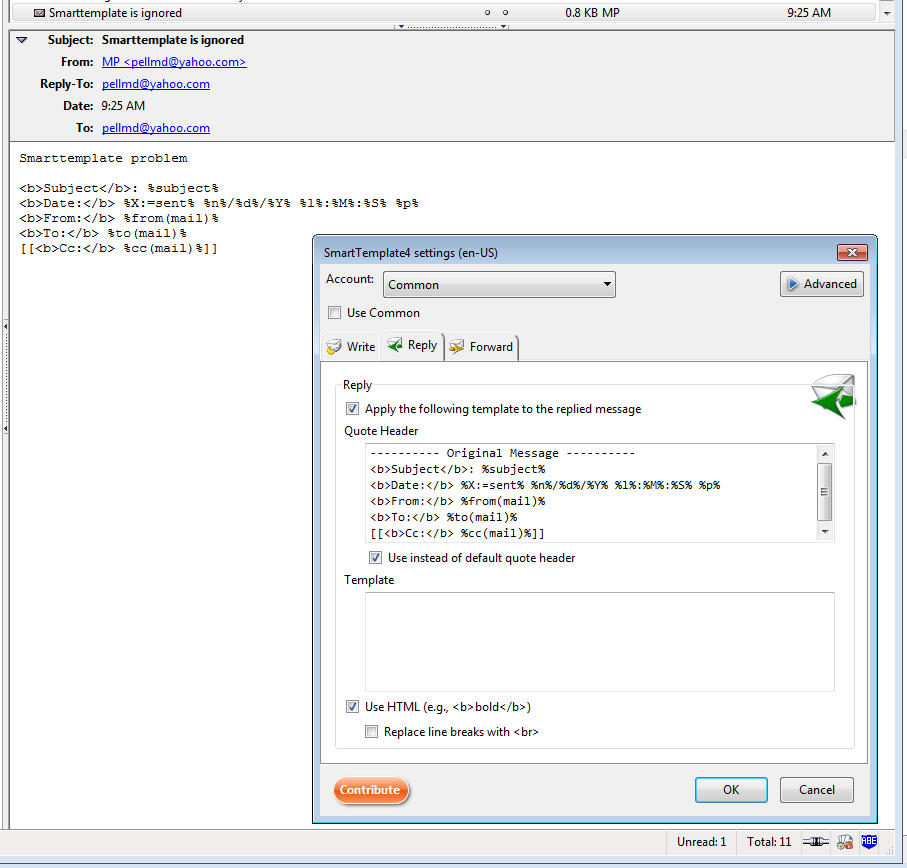 Smarttemplate is ignored 0.8 KB MP 9:25 AM
Subject: Smarttemplate is ignored
From: MP <pellmd@yahoo.com>
Reply-To: pellmd@yahoo.com
Date: 9:25 AM
To: pellmd@yahoo.com
Smarttemplate problem
<b>Subject</b>: %subject%
<b>Date:</b> %X:=sent% %n%/%d%/%Y% %l%:%M%:%S% %p%
<b>From:</b> %from(mail)%
<b>To:</b> %to(mail)%
[[<b>Cc:</b> %cc(mail)%]]
SmartTemplate4 settings (en-US)
Account: Common Advanced
Use Common
Write Reply Forward
Reply
Apply the following template to the replied message
Quote Header
---------- Original Message ----------
<b>Subject</b>: %subject%
<b>Date:</b> %X:=sent% %n%/%d%/%Y% %l%:%M%:%S% %p%
<b>From:</b> %from(mail)%
<b>To:</b> %to(mail)%
[[<b>Cc:</b> %cc(mail)%]]
Use instead of default quote header
Template
Use HTML (e.g., <b>bold</b>)
Replace line breaks with <br>
Contribute OK Cancel
Unread: 1 Total: 11 ABE